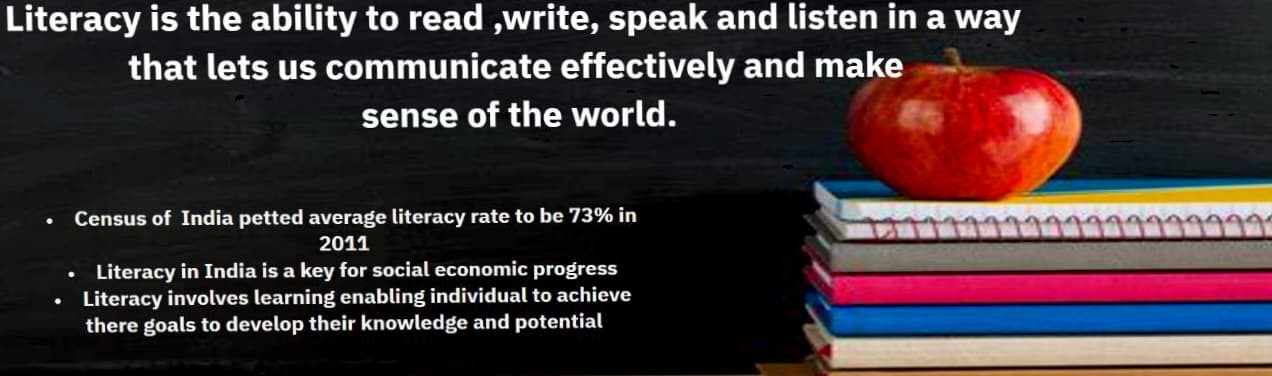 Literacy is the ability to read ,write, speak and listen in a way
that lets us communicate effectively and make
sense of the world.
• Census of India petted average literacy rate to be 73% in
2011
• Literacy in India is a key for social economic progress
• Literacy involves learning enabling individual to achieve
there goals to develop their knowledge and potential